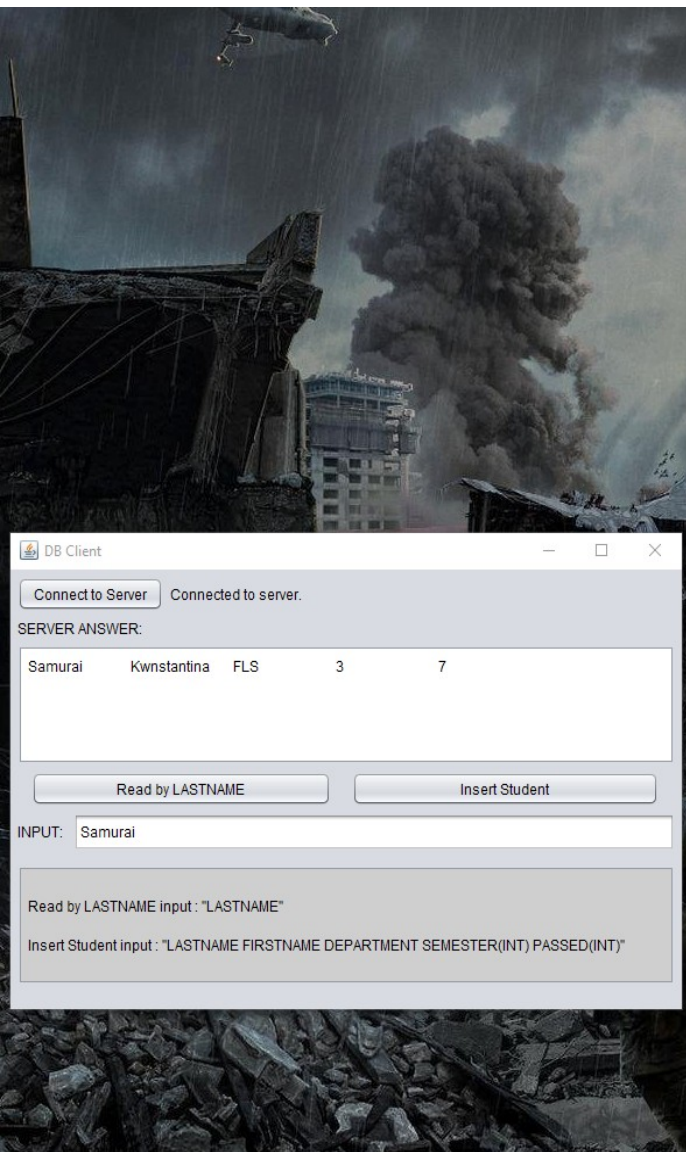 DB Client
Connect to Server Connected to server.
SERVER ANSWER:
Samurai Kwnstantina FLS 3 7
Read by LASTNAME Insert Student
INPUT: Samurai
Read by LASTNAME input : "LASTNAME"
Insert Student input : "LASTNAME FIRSTNAME DEPARTMENT SEMESTER(INT) PASSED(INT)"